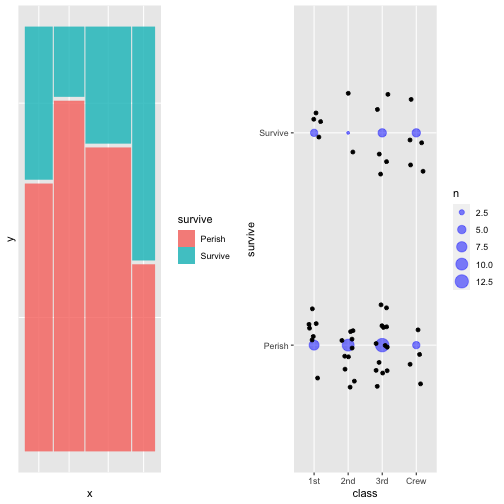 y
x
survive
Perish
Survive
survive
Survive
Perish
1st 2nd 3rd Crew
class
n
2.5
5.0
7.5
10.0
12.5